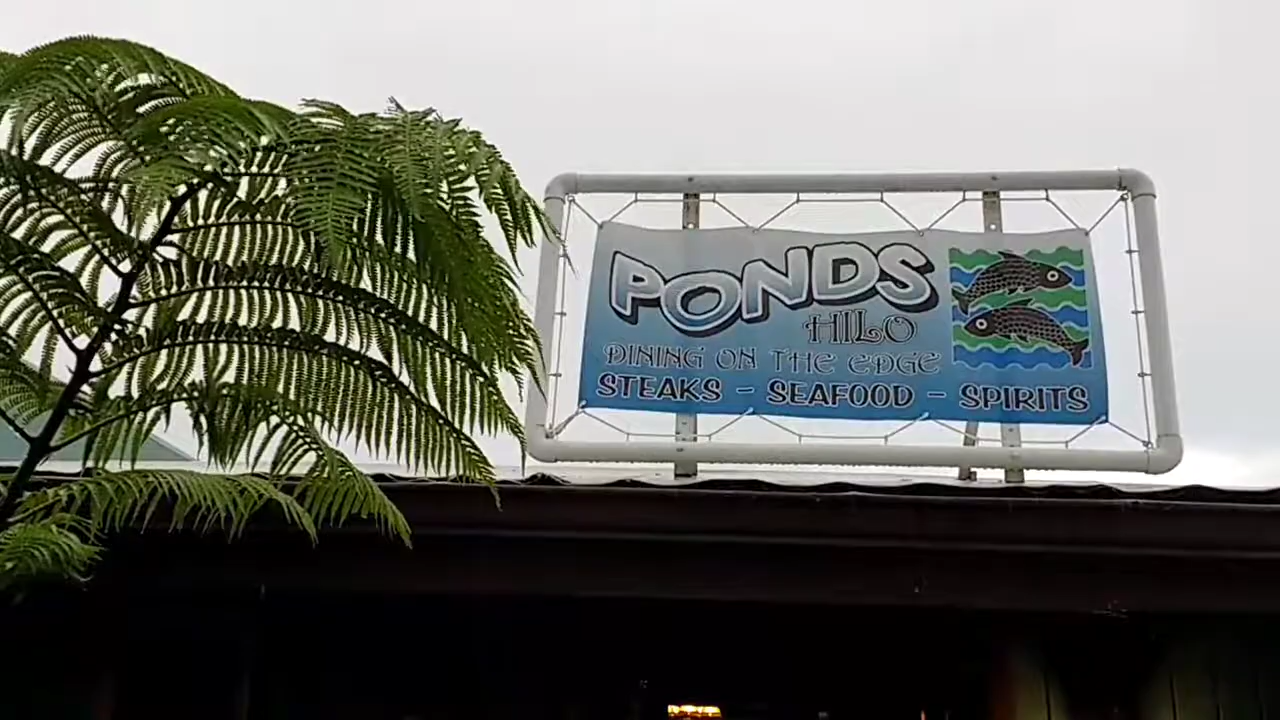 PONDS
HILO
DINING ON THE EDGE
STEAKS - SEAFOOD - SPIRITS